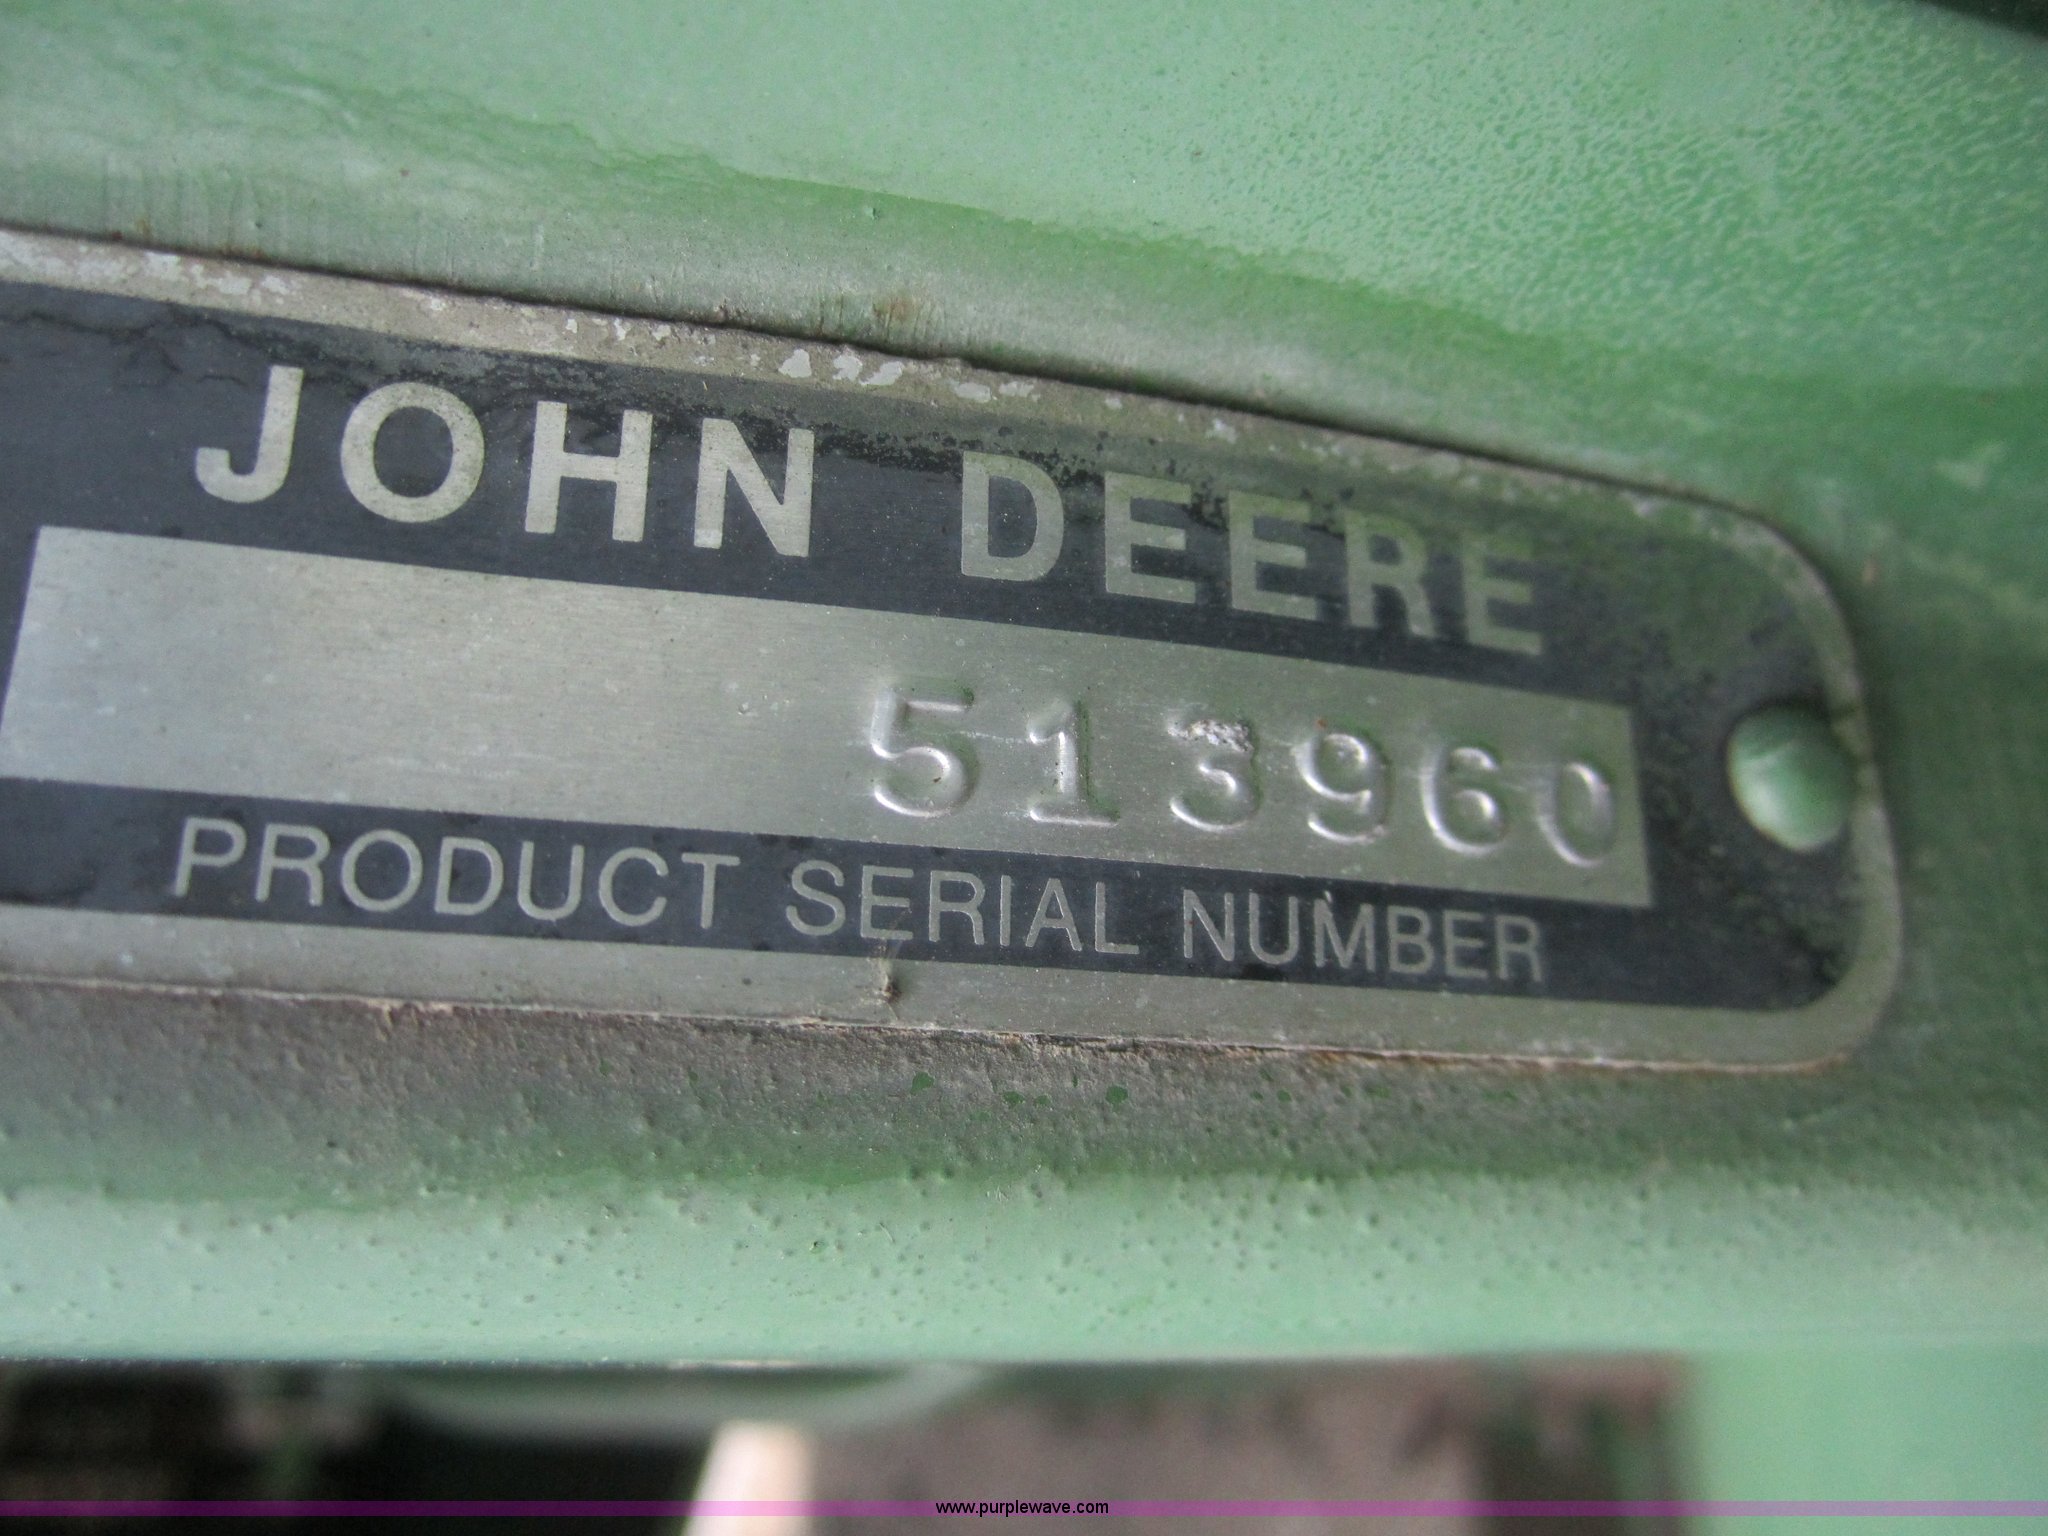 JOHN DEERE
513960
PRODUCT SERIAL NUMBER
www.purplewave.com